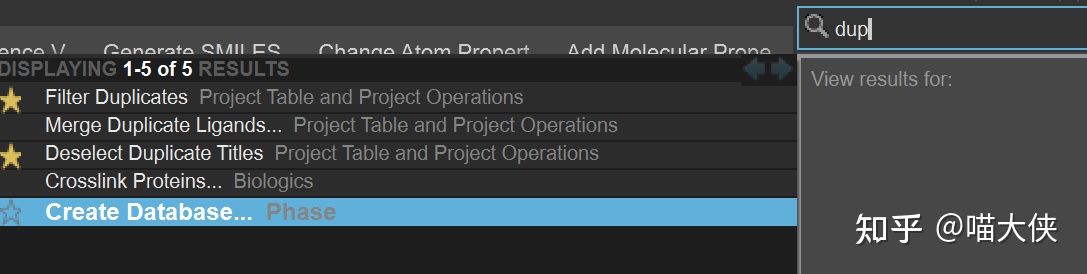 dup
ence V Generate SMILES Change Atom Propert Add Molecular Prope
DISPLAYING 1-5 of 5 RESULTS
Filter Duplicates Project Table and Project Operations
Merge Duplicate Ligands... Project Table and Project Operations
Deselect Duplicate Titles Project Table and Project Operations
Crosslink Proteins... Biologics
Create Database... Phase
View results for:
知乎 @喵大侠